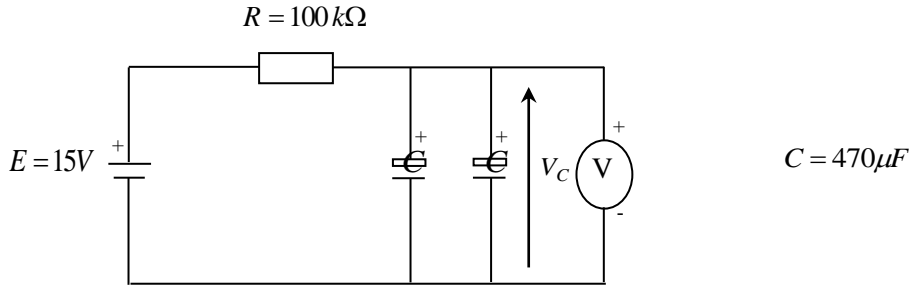 R = 100 kΩ
+ + + +
E = 15V C C V_C V C = 470μF
-